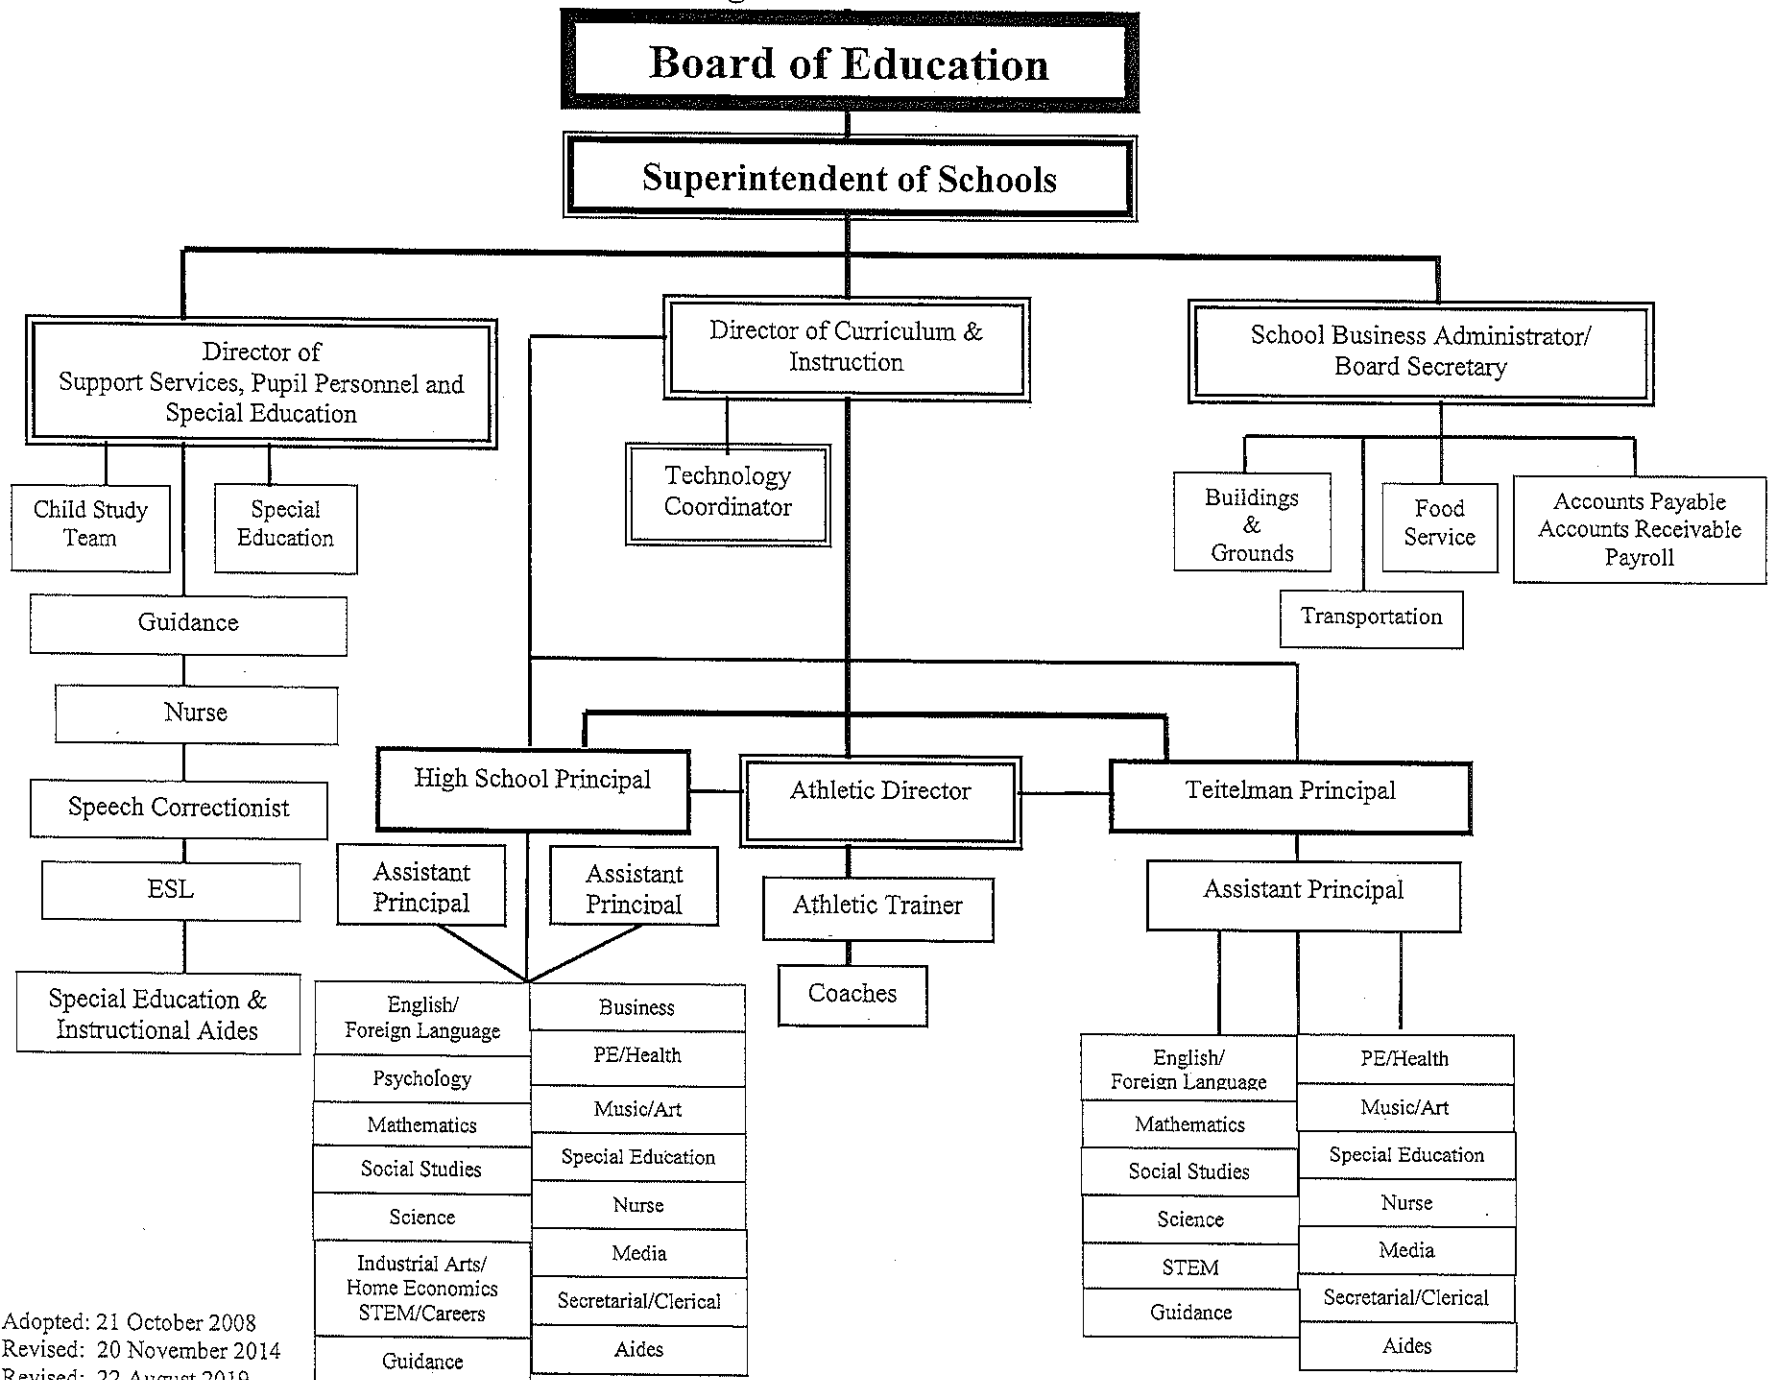 Board of Education
Superintendent of Schools
Director of
Support Services, Pupil Personnel and
Special Education
Director of Curriculum &
Instruction
School Business Administrator/
Board Secretary
Child Study
Team
Special
Education
Technology
Coordinator
Buildings
&
Grounds
Food
Service
Accounts Payable
Accounts Receivable
Payroll
Transportation
Guidance
Nurse
Speech Correctionist
ESL
Special Education &
Instructional Aides
High School Principal
Athletic Director
Teitelman Principal
Assistant
Principal
Assistant
Principal
Athletic Trainer
Coaches
Assistant Principal
English/
Foreign Language
Psychology
Mathematics
Social Studies
Science
Industrial Arts/
Home Economics
STEM/Careers
Guidance
Business
PE/Health
Music/Art
Special Education
Nurse
Media
Secretarial/Clerical
Aides
English/
Foreign Language
Mathematics
Social Studies
Science
STEM
Guidance
PE/Health
Music/Art
Special Education
Nurse
Media
Secretarial/Clerical
Aides
Adopted: 21 October 2008
Revised: 20 November 2014
Revised: 22 August 2019